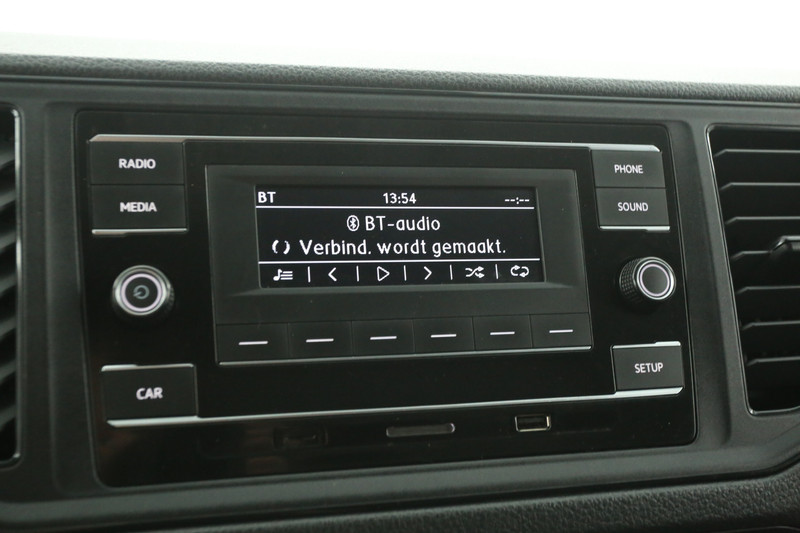 RADIO
MEDIA
BT 13:54 --:--
BT-audio
Verbind. wordt gemaakt.
PHONE
SOUND
CAR
SETUP